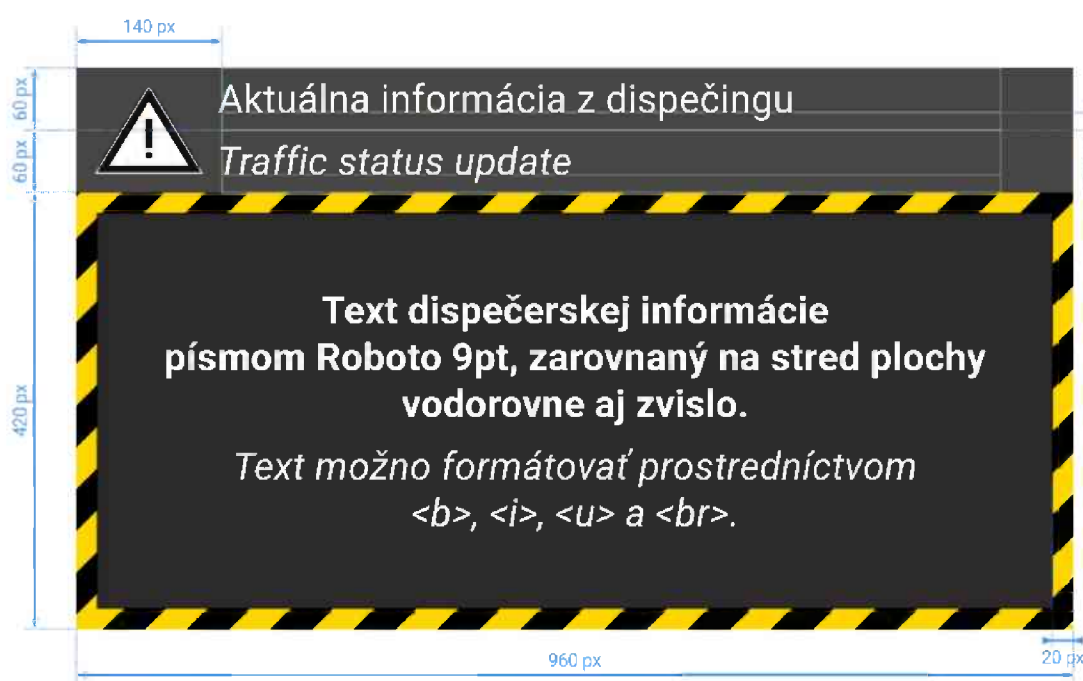 140 px
60 px
Aktuálna informácia z dispečingu
60 px
Traffic status update
420 px
Text dispečerskej informácie
písmom Roboto 9pt, zarovnaný na stred plochy
vodorovne aj zvislo.
Text možno formátovať prostredníctvom
<b>, <i>, <u> a <br>.
960 px
20 px